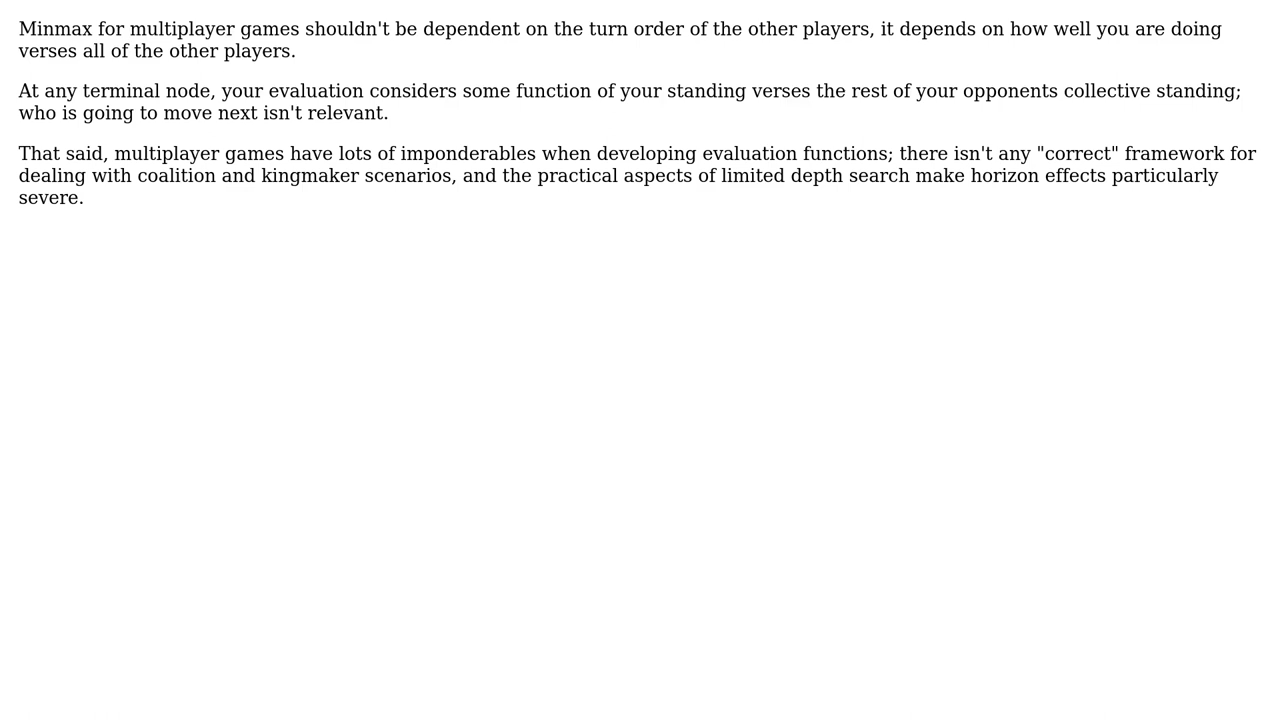 Minmax for multiplayer games shouldn't be dependent on the turn order of the other players, it depends on how well you are doing
verses all of the other players.
At any terminal node, your evaluation considers some function of your standing verses the rest of your opponents collective standing;
who is going to move next isn't relevant.
That said, multiplayer games have lots of imponderables when developing evaluation functions; there isn't any "correct" framework for
dealing with coalition and kingmaker scenarios, and the practical aspects of limited depth search make horizon effects particularly
severe.